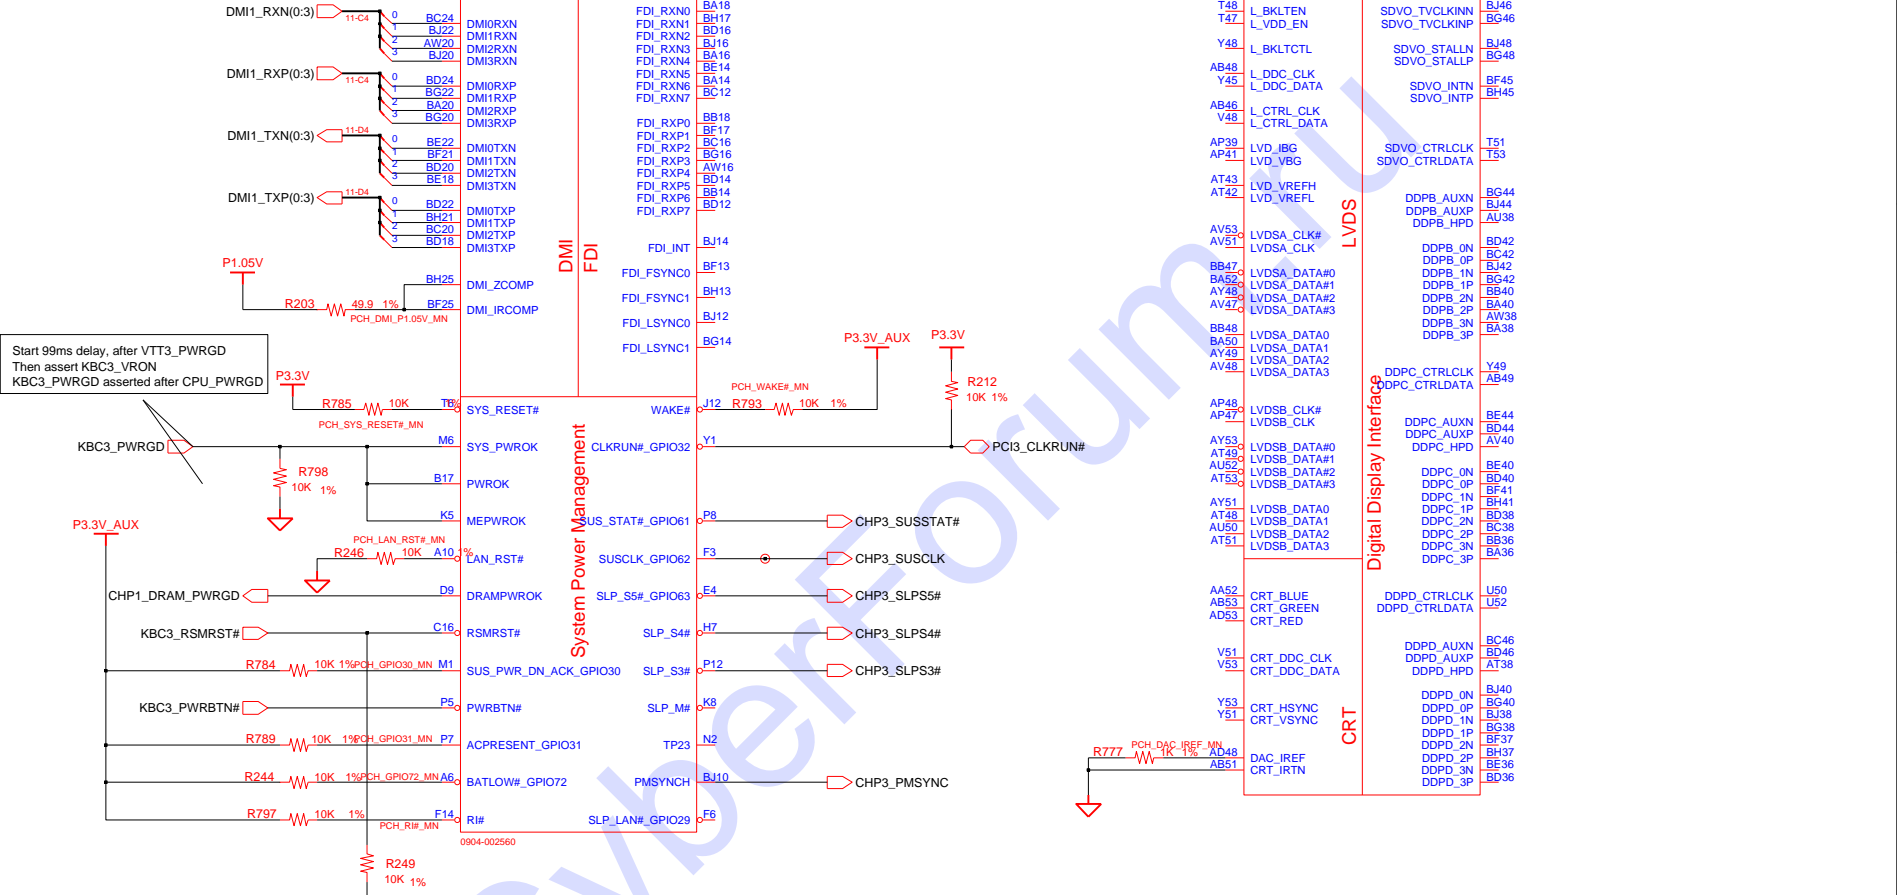 DMI1_RXN(0:3)
11-C4
0
1
2
3
BC24 DMI0RXN
BJ22 DMI1RXN
AW20 DMI2RXN
BJ20 DMI3RXN
DMI1_RXP(0:3)
11-C4
0
1
2
3
BD24 DMI0RXP
BG22 DMI1RXP
BA20 DMI2RXP
BG20 DMI3RXP
DMI1_TXN(0:3)
11-D4
0
1
2
3
BE22 DMI0TXN
BF21 DMI1TXN
BD20 DMI2TXN
BE18 DMI3TXN
DMI1_TXP(0:3)
11-D4
0
1
2
3
BD22 DMI0TXP
BH21 DMI1TXP
BC20 DMI2TXP
BD18 DMI3TXP
P1.05V
BH25 DMI_ZCOMP
R203 49.9 1% BF25 DMI_IRCOMP
PCH_DMI_P1.05V_MN
DMI
FDI
FDI_RXN0 BA18
FDI_RXN1 BH17
FDI_RXN2 BD16
FDI_RXN3 BJ16
FDI_RXN4 BA16
FDI_RXN5 BE14
FDI_RXN6 BA14
FDI_RXN7 BC12
FDI_RXP0 BB18
FDI_RXP1 BF17
FDI_RXP2 BC16
FDI_RXP3 BG16
FDI_RXP4 AW16
FDI_RXP5 BD14
FDI_RXP6 BB14
FDI_RXP7 BD12
FDI_INT BJ14
FDI_FSYNC0 BF13
FDI_FSYNC1 BH13
FDI_LSYNC0 BJ12
FDI_LSYNC1 BG14
Start 99ms delay, after VTT3_PWRGD
Then assert KBC3_VRON
KBC3_PWRGD asserted after CPU_PWRGD
P3.3V
R785 10K 1% T6 SYS_RESET#
PCH_SYS_RESET#_MN
KBC3_PWRGD M6 SYS_PWROK
R798
10K 1%
B17 PWROK
K5 MEPWROK
P3.3V_AUX
PCH_LAN_RST#_MN
R246 10K 1% A10 LAN_RST#
CHP1_DRAM_PWRGD D9 DRAMPWROK
KBC3_RSMRST# C16 RSMRST#
R784 10K 1% PCH_GPIO30_MN M1 SUS_PWR_DN_ACK_GPIO30
KBC3_PWRBTN# P5 PWRBTN#
R789 10K 1% PCH_GPIO31_MN P7 ACPRESENT_GPIO31
R244 10K 1% PCH_GPIO72_MN A6 BATLOW#_GPIO72
R797 10K 1% F14 RI#
PCH_RI#_MN
0904-002560
R249
10K 1%
System Power Management
P3.3V_AUX
P3.3V
PCH_WAKE#_MN
WAKE# J12 R793 10K 1%
R212
10K 1%
CLKRUN#_GPIO32 Y1 PCI3_CLKRUN#
SUS_STAT#_GPIO61 P8 CHP3_SUSSTAT#
SUSCLK_GPIO62 F3 CHP3_SUSCLK
SLP_S5#_GPIO63 E4 CHP3_SLPS5#
SLP_S4# H7 CHP3_SLPS4#
SLP_S3# P12 CHP3_SLPS3#
SLP_M# K8
TP23 N2
PMSYNCH BJ10 CHP3_PMSYNC
SLP_LAN#_GPIO29 F6
T48 L_BKLTEN
T47 L_VDD_EN
Y48 L_BKLTCTL
AB48 L_DDC_CLK
Y45 L_DDC_DATA
AB46 L_CTRL_CLK
V48 L_CTRL_DATA
AP39 LVD_IBG
AP41 LVD_VBG
AT43 LVD_VREFH
AT42 LVD_VREFL
AV53 LVDSA_CLK#
AV51 LVDSA_CLK
BB47 LVDSA_DATA#0
BA52 LVDSA_DATA#1
AY48 LVDSA_DATA#2
AV47 LVDSA_DATA#3
BB48 LVDSA_DATA0
BA50 LVDSA_DATA1
AY49 LVDSA_DATA2
AV48 LVDSA_DATA3
AP48 LVDSB_CLK#
AP47 LVDSB_CLK
AY53 LVDSB_DATA#0
AT49 LVDSB_DATA#1
AU52 LVDSB_DATA#2
AT53 LVDSB_DATA#3
AY51 LVDSB_DATA0
AT48 LVDSB_DATA1
AU50 LVDSB_DATA2
AT51 LVDSB_DATA3
AA52 CRT_BLUE
AB53 CRT_GREEN
AD53 CRT_RED
V51 CRT_DDC_CLK
V53 CRT_DDC_DATA
Y53 CRT_HSYNC
Y51 CRT_VSYNC
PCH_DAC_IREF_MN
R777 1K 1% AD48 DAC_IREF
AB51 CRT_IRTN
LVDS
Digital Display Interface
CRT
SDVO_TVCLKINN BJ46
SDVO_TVCLKINP BG46
SDVO_STALLN BJ48
SDVO_STALLP BG48
SDVO_INTN BF45
SDVO_INTP BH45
SDVO_CTRLCLK T51
SDVO_CTRLDATA T53
DDPB_AUXN BG44
DDPB_AUXP BJ44
DDPB_HPD AU38
DDPB_0N BD42
DDPB_0P BC42
DDPB_1N BJ42
DDPB_1P BG42
DDPB_2N BB40
DDPB_2P BA40
DDPB_3N AW38
DDPB_3P BA38
DDPC_CTRLCLK Y49
DDPC_CTRLDATA AB49
DDPC_AUXN BE44
DDPC_AUXP BD44
DDPC_HPD AV40
DDPC_0N BE40
DDPC_0P BD40
DDPC_1N BF41
DDPC_1P BH41
DDPC_2N BD38
DDPC_2P BC38
DDPC_3N BB36
DDPC_3P BA36
DDPD_CTRLCLK U50
DDPD_CTRLDATA U52
DDPD_AUXN BC46
DDPD_AUXP BD46
DDPD_HPD AT38
DDPD_0N BJ40
DDPD_0P BG40
DDPD_1N BJ38
DDPD_1P BG38
DDPD_2N BF37
DDPD_2P BH37
DDPD_3N BE36
DDPD_3P BD36
CyberForum.ru